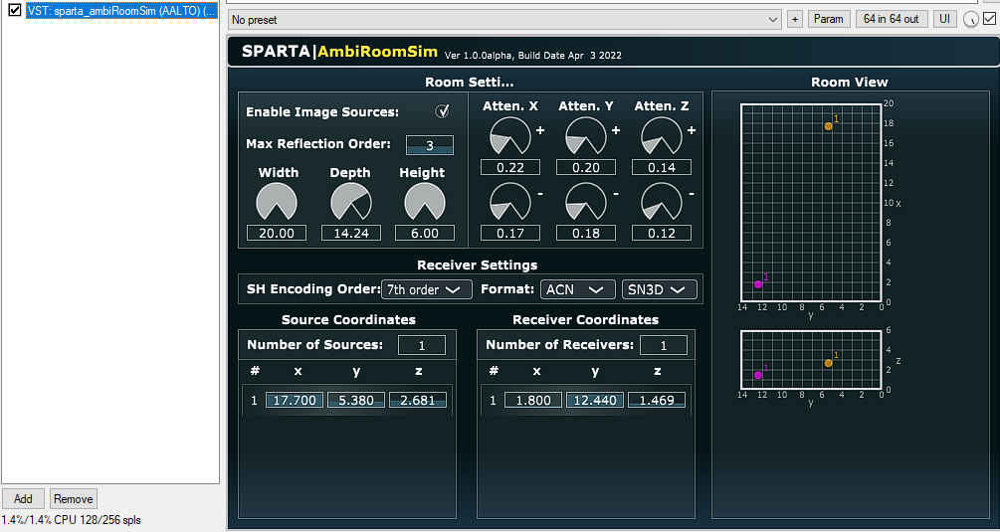 VST: sparta_ambiRoomSim (AALTO) (...
No preset
+
Param
64 in 64 out
UI
SPARTA|AmbiRoomSim Ver 1.0.0alpha, Build Date Apr 3 2022
Room Setti...
Room View
Enable Image Sources:
Max Reflection Order: 3
Width Depth Height
20.00 14.24 6.00
Atten. X Atten. Y Atten. Z
+ + +
0.22 0.20 0.14
- - -
0.17 0.18 0.12
Receiver Settings
SH Encoding Order: 7th order Format: ACN SN3D
Source Coordinates
Number of Sources: 1
# x y z
1 17.700 5.380 2.681
Receiver Coordinates
Number of Receivers: 1
# x y z
1 1.800 12.440 1.469
20
1
18
16
14
12
10 x
8
6
4
1
2
0
14 12 10 8 6 4 2 0
y
6
1
4
z
1
2
0
14 12 10 8 6 4 2 0
y
Add Remove
1.4%/1.4% CPU 128/256 spls